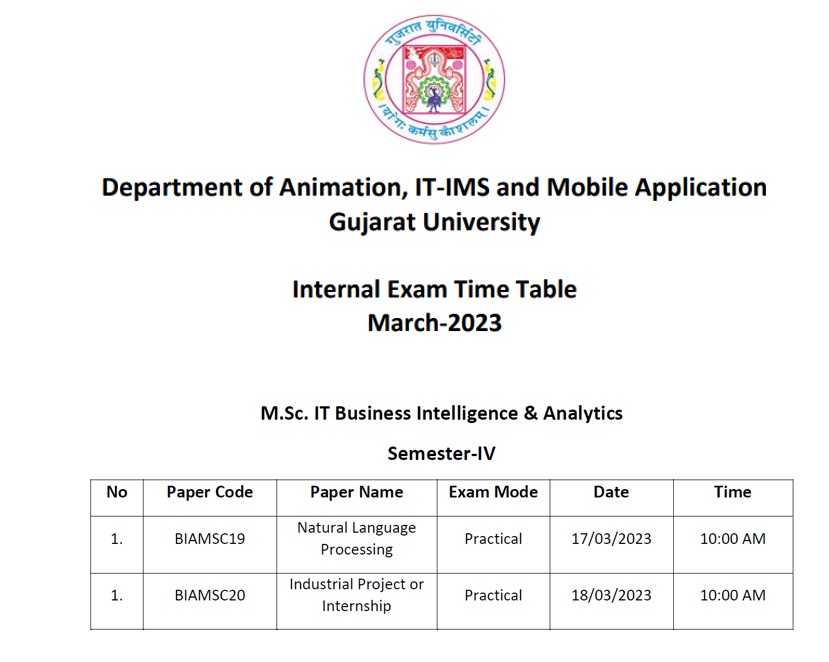 गुजरात युनिवर्सिटी
योगः कर्मसु कौशलम्
Department of Animation, IT-IMS and Mobile Application
Gujarat University
Internal Exam Time Table
March-2023
M.Sc. IT Business Intelligence & Analytics
Semester-IV
No Paper Code Paper Name Exam Mode Date Time
1. BIAMSC19 Natural Language Processing Practical 17/03/2023 10:00 AM
1. BIAMSC20 Industrial Project or Internship Practical 18/03/2023 10:00 AM